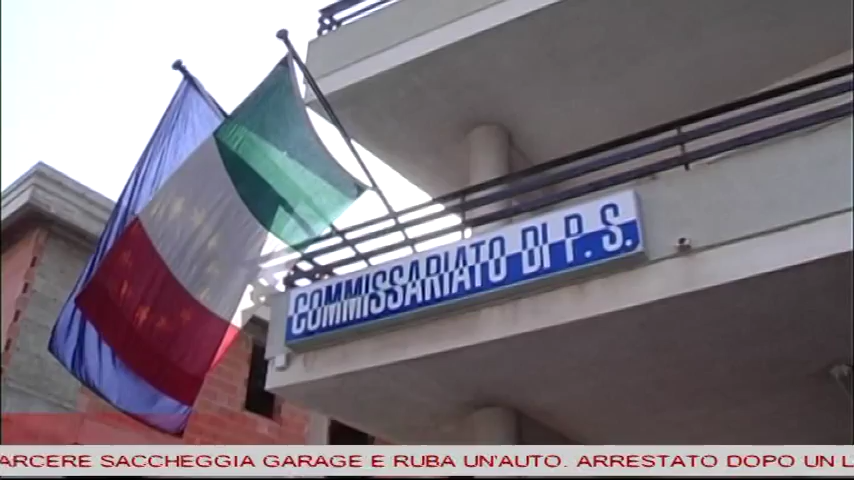 COMMISSARIATO DI P. S.
ARCERE SACCHEGGIA GARAGE E RUBA UN'AUTO. ARRESTATO DOPO UN L